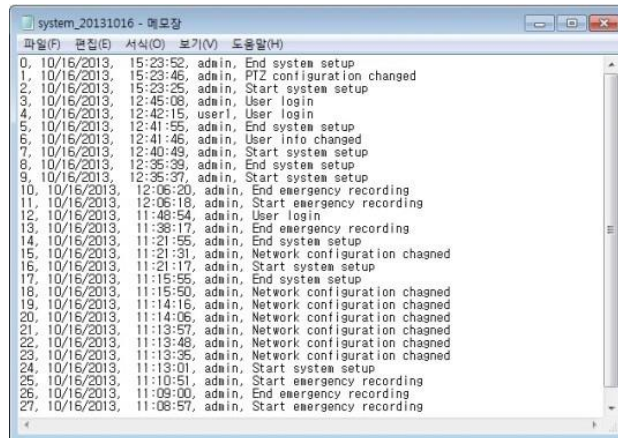 system_20131016 - 메모장
파일(F) 편집(E) 서식(O) 보기(V) 도움말(H)
0, 10/16/2013, 15:23:52, admin, End system setup
1, 10/16/2013, 15:23:46, admin, PTZ configuration changed
2, 10/16/2013, 15:23:25, admin, Start system setup
3, 10/16/2013, 12:45:08, admin, User login
4, 10/16/2013, 12:42:15, user1, User login
5, 10/16/2013, 12:41:55, admin, End system setup
6, 10/16/2013, 12:41:46, admin, User info changed
7, 10/16/2013, 12:40:49, admin, Start system setup
8, 10/16/2013, 12:35:39, admin, End system setup
9, 10/16/2013, 12:35:37, admin, Start system setup
10, 10/16/2013, 12:06:20, admin, End emergency recording
11, 10/16/2013, 12:06:18, admin, Start emergency recording
12, 10/16/2013, 11:48:54, admin, User login
13, 10/16/2013, 11:38:17, admin, End emergency recording
14, 10/16/2013, 11:21:55, admin, End system setup
15, 10/16/2013, 11:21:31, admin, Network configuration chagned
16, 10/16/2013, 11:21:17, admin, Start system setup
17, 10/16/2013, 11:15:55, admin, End system setup
18, 10/16/2013, 11:15:50, admin, Network configuration chagned
19, 10/16/2013, 11:14:16, admin, Network configuration chagned
20, 10/16/2013, 11:14:06, admin, Network configuration chagned
21, 10/16/2013, 11:13:57, admin, Network configuration chagned
22, 10/16/2013, 11:13:48, admin, Network configuration chagned
23, 10/16/2013, 11:13:35, admin, Network configuration chagned
24, 10/16/2013, 11:13:01, admin, Start system setup
25, 10/16/2013, 11:10:51, admin, Start emergency recording
26, 10/16/2013, 11:09:00, admin, End emergency recording
27, 10/16/2013, 11:08:57, admin, Start emergency recording